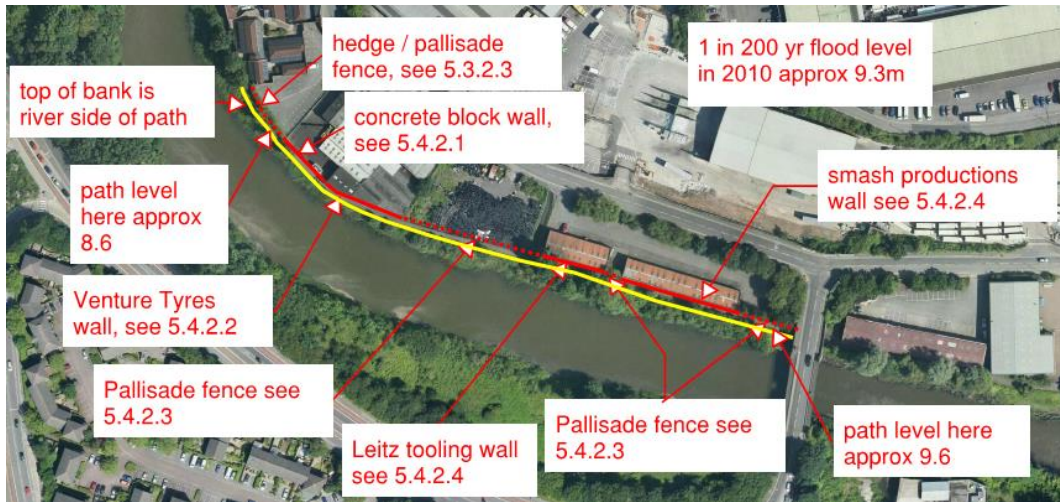 hedge / pallisade
fence, see 5.3.2.3
1 in 200 yr flood level
in 2010 approx 9.3m
top of bank is
river side of path
concrete block wall,
see 5.4.2.1
smash productions
wall see 5.4.2.4
path level
here approx
8.6
Venture Tyres
wall, see 5.4.2.2
Pallisade fence see
5.4.2.3
Leitz tooling wall
see 5.4.2.4
Pallisade fence see
5.4.2.3
path level here
approx 9.6